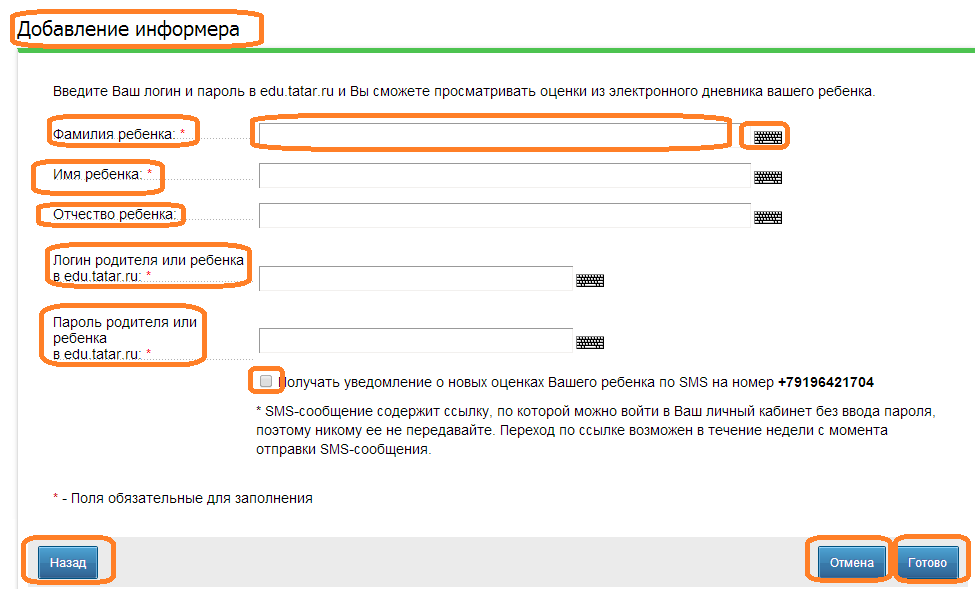 Добавление информера
Введите Ваш логин и пароль в edu.tatar.ru и Вы сможете просматривать оценки из электронного дневника вашего ребенка.
Фамилия ребенка: *
Имя ребенка: *
Отчество ребенка:
Логин родителя или ребенка
в edu.tatar.ru: *
Пароль родителя или
ребенка
в edu.tatar.ru: *
Получать уведомление о новых оценках Вашего ребенка по SMS на номер +79196421704
* SMS-сообщение содержит ссылку, по которой можно войти в Ваш личный кабинет без ввода пароля,
поэтому никому ее не передавайте. Переход по ссылке возможен в течение недели с момента
отправки SMS-сообщения.
* - Поля обязательные для заполнения
Назад Отмена Готово